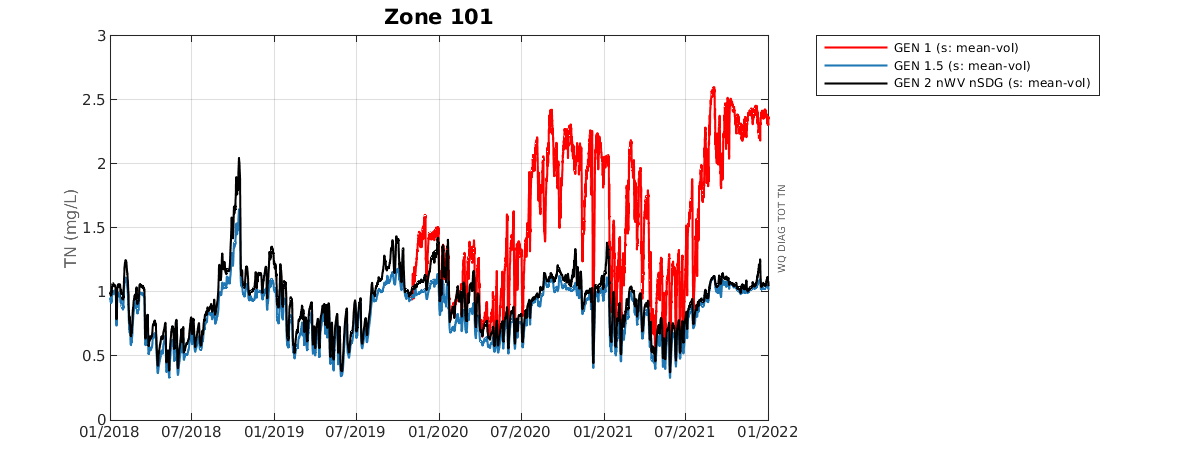 Zone 101
GEN 1 (s: mean-vol)
GEN 1.5 (s: mean-vol)
GEN 2 nWV nSDG (s: mean-vol)
TN (mg/L)
3
2.5
2
1.5
1
0.5
0
01/2018 07/2018 01/2019 07/2019 01/2020 07/2020 01/2021 07/2021 01/2022
WQ DIAG TOT TN